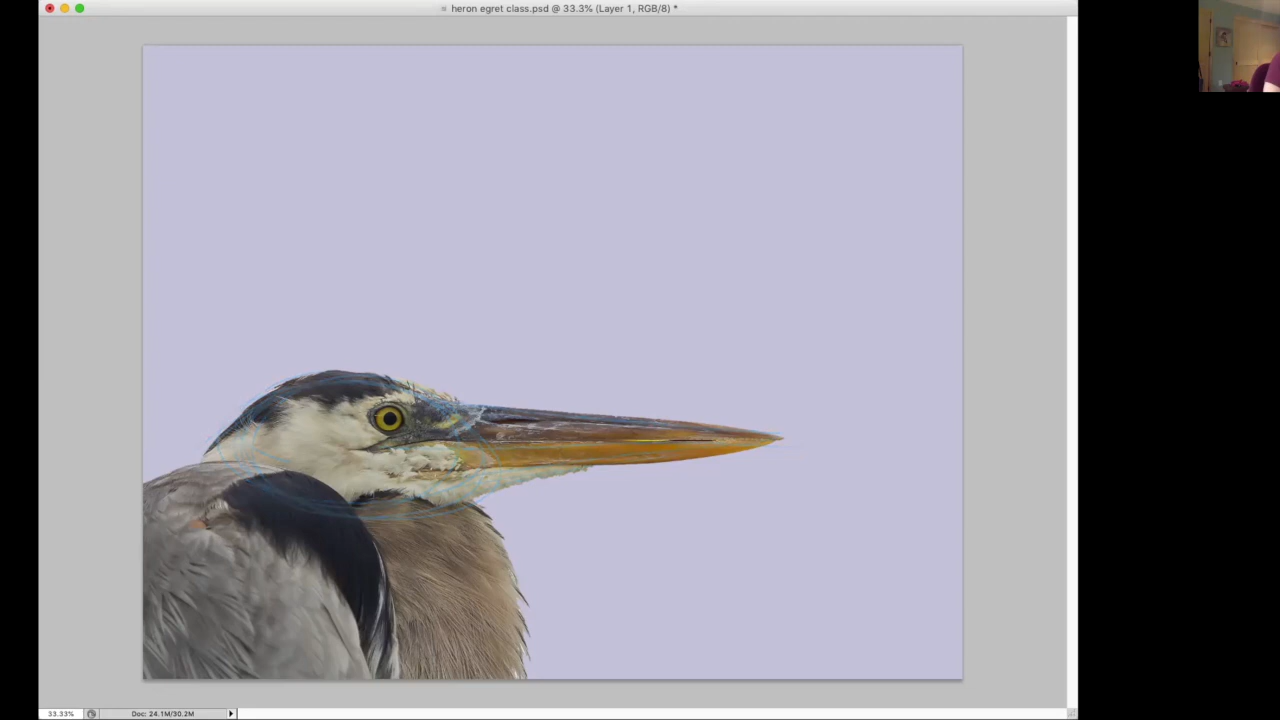 heron egret class.psd @ 33.3% (Layer 1, RGB/8) *
33.33%
Doc: 24.1M/30.2M